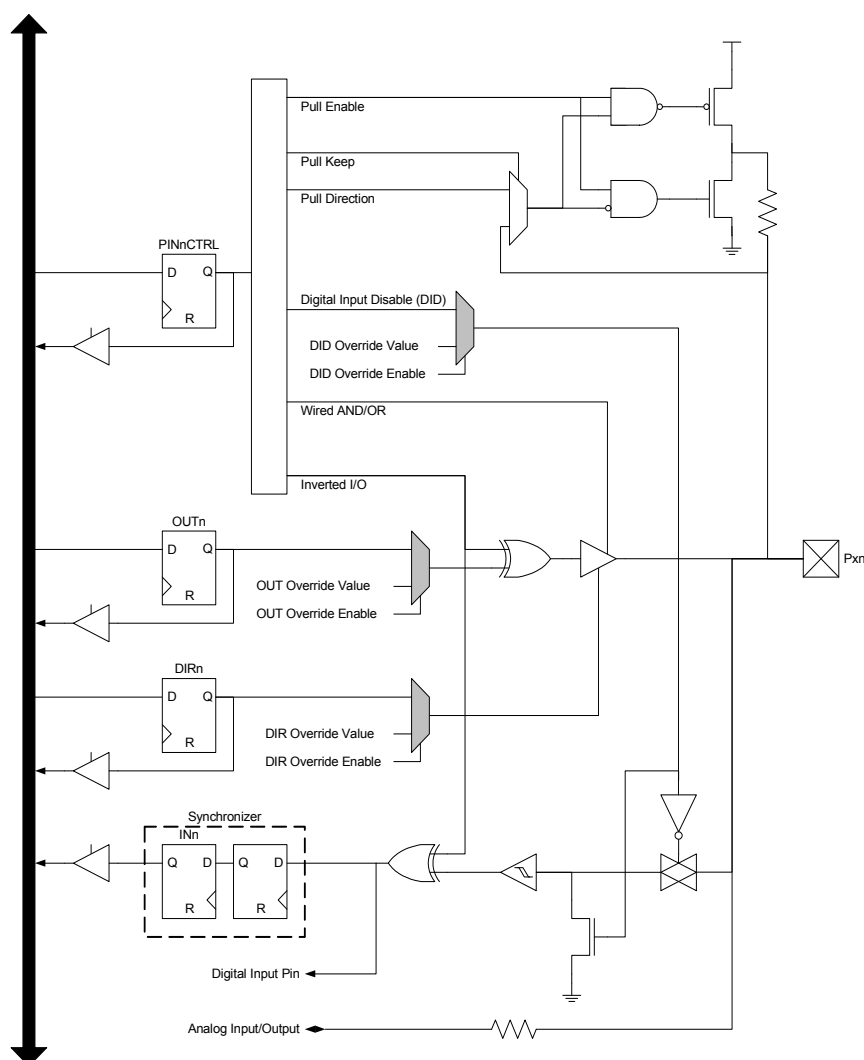 Pull Enable
Pull Keep
Pull Direction
PINnCTRL
D Q
R
Digital Input Disable (DID)
DID Override Value
DID Override Enable
Wired AND/OR
Inverted I/O
OUTn
D Q
R
OUT Override Value
OUT Override Enable
Pxn
DIRn
D Q
R
DIR Override Value
DIR Override Enable
Synchronizer
INn
Q D Q D
R R
Digital Input Pin
Analog Input/Output